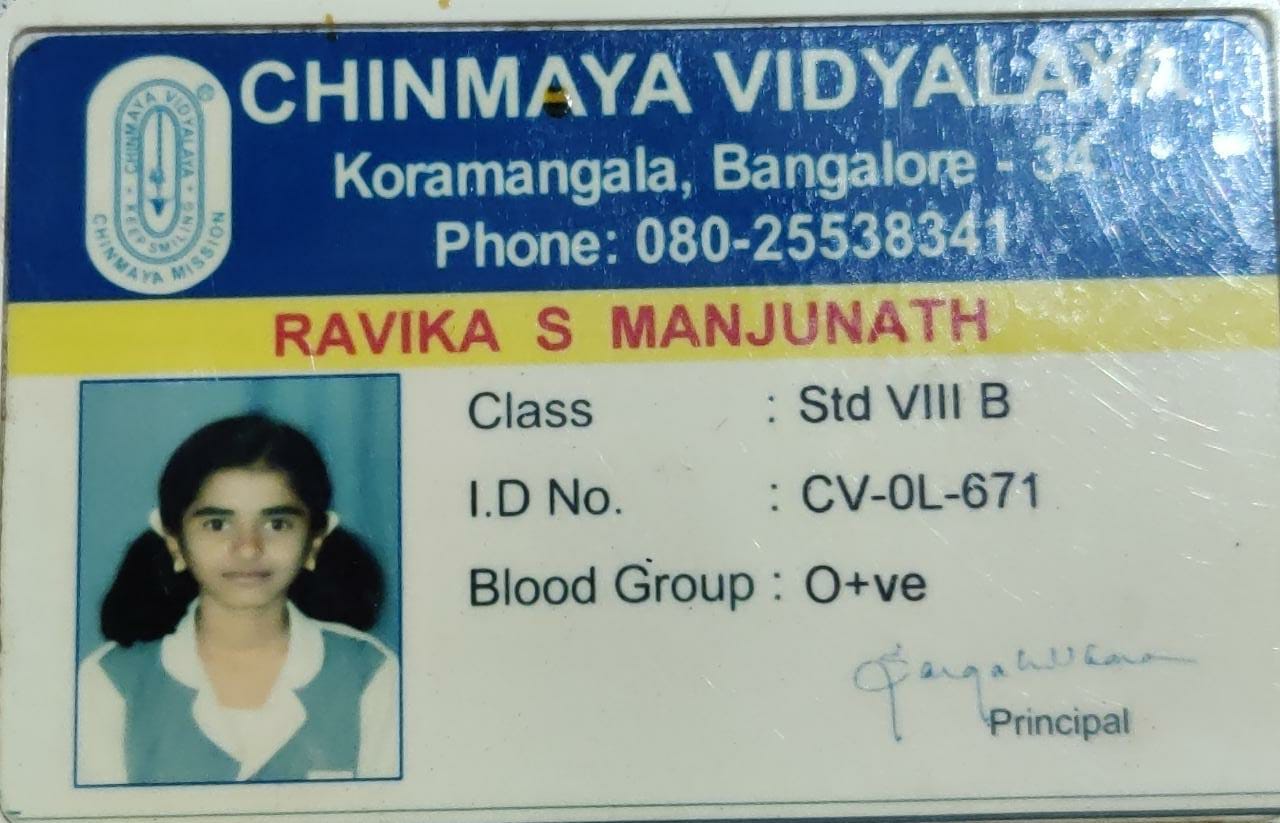 CHINMAYA VIDYALAYA
Koramangala, Bangalore - 34
Phone: 080-25538341
CHINMAYA VIDYALAYA
KEEP SMILING
CHINMAYA MISSION
RAVIKA S MANJUNATH
Class : Std VIII B
I.D No. : CV-0L-671
Blood Group : O+ve
Principal